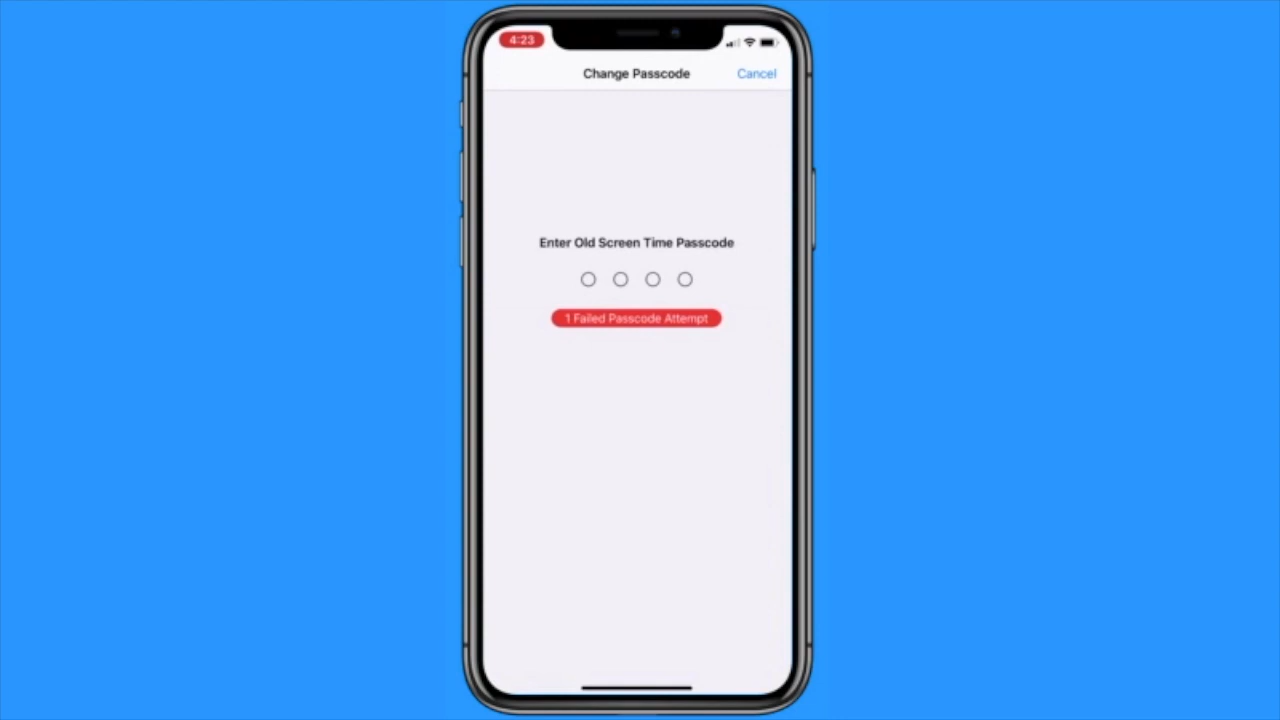 4:23
Change Passcode
Cancel
Enter Old Screen Time Passcode
1 Failed Passcode Attempt